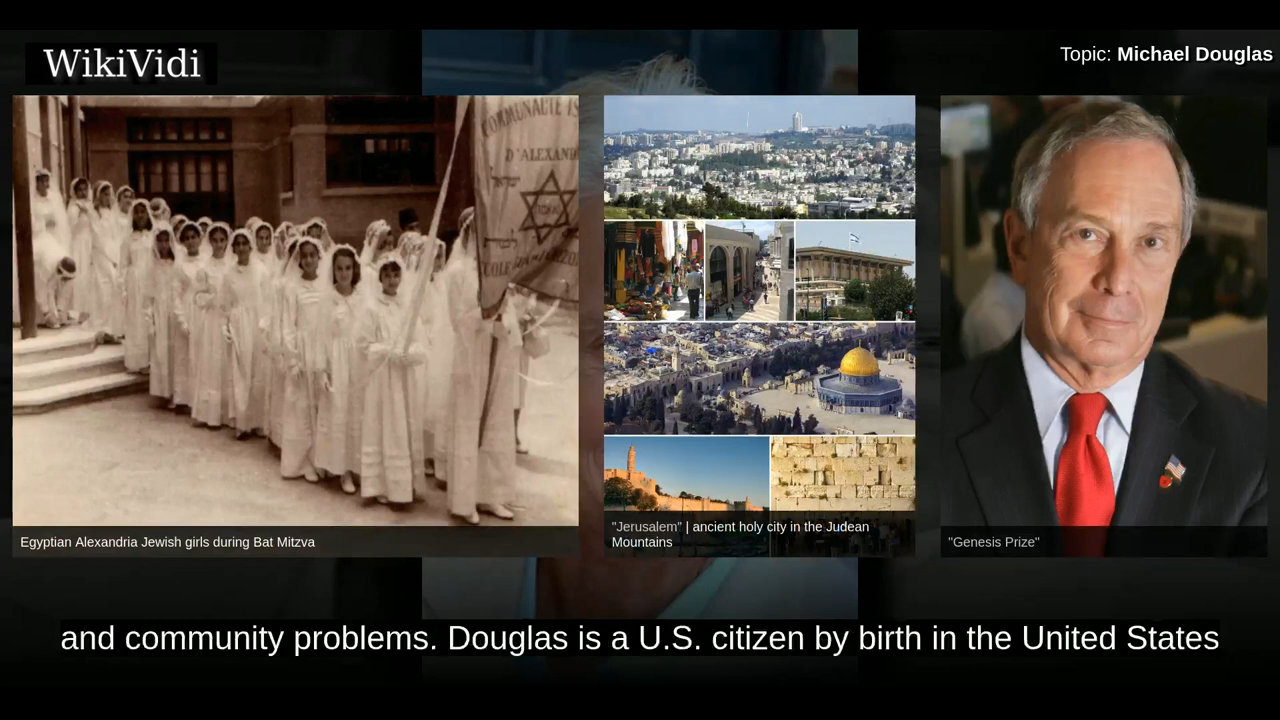 WikiVidi
Topic: Michael Douglas
D'ALEXAND
Egyptian Alexandria Jewish girls during Bat Mitzva
"Jerusalem" | ancient holy city in the Judean
Mountains
"Genesis Prize"
and community problems. Douglas is a U.S. citizen by birth in the United States